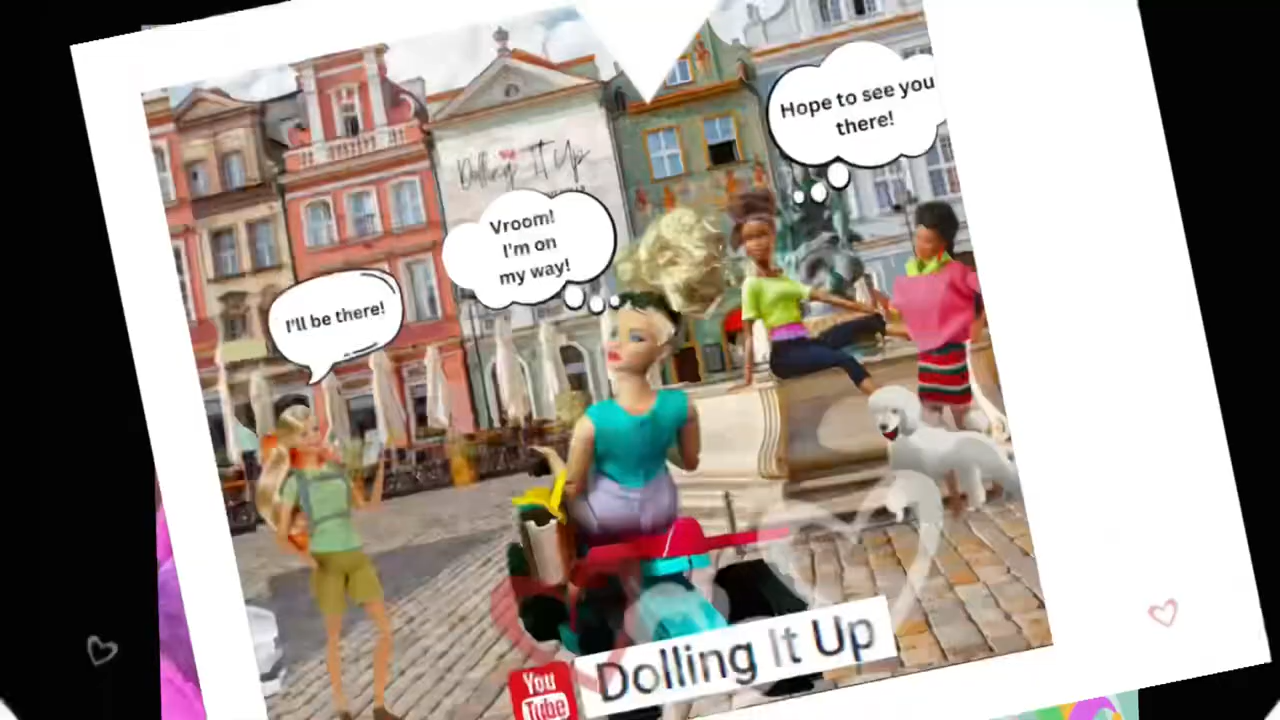 Hope to see you
there!
Dolling It Up
Vroom!
I'm on
my way!
I'll be there!
You
Tube
Dolling It Up